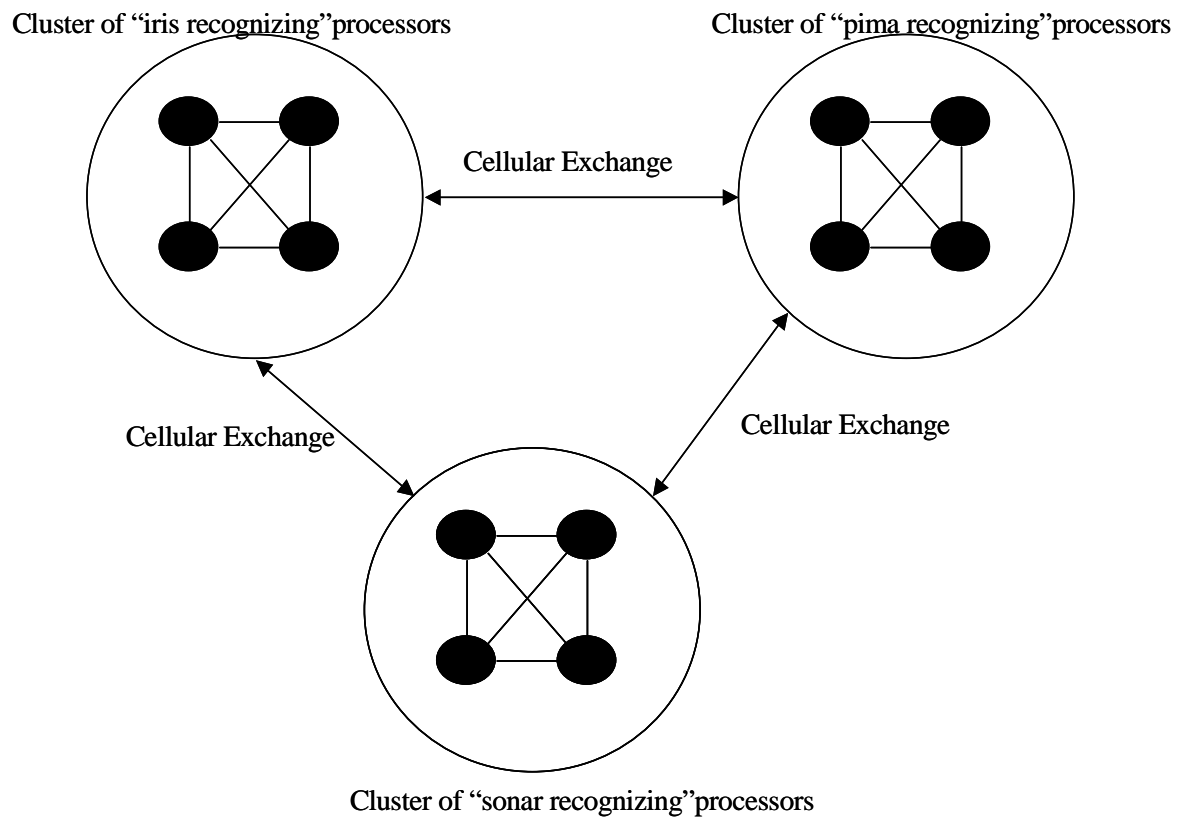 Cluster of “iris recognizing”processors
Cluster of “pima recognizing”processors
Cellular Exchange
Cellular Exchange
Cellular Exchange
Cluster of “sonar recognizing”processors